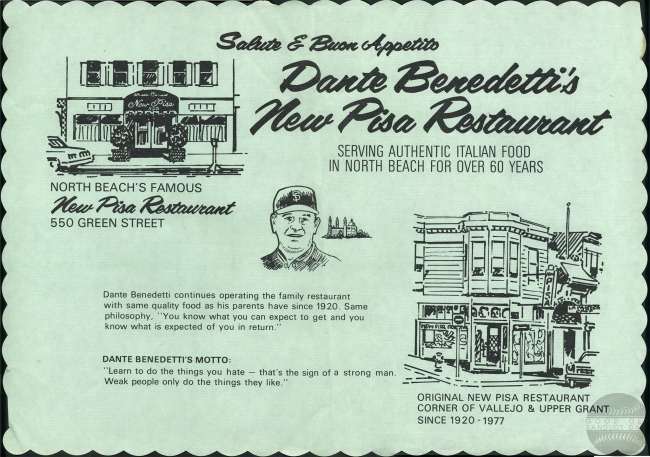 Salute & Buon Appetito
Dante Benedetti's
New Pisa Restaurant
SERVING AUTHENTIC ITALIAN FOOD
IN NORTH BEACH FOR OVER 60 YEARS
New Pisa
NORTH BEACH'S FAMOUS
New Pisa Restaurant
550 GREEN STREET
SF
Dante Benedetti continues operating the family restaurant
with same quality food as his parents have since 1920. Same
philosophy, "You know what you can expect to get and you
know what is expected of you in return."
DANTE BENEDETTI'S MOTTO:
"Learn to do the things you hate — that's the sign of a strong man.
Weak people only do the things they like."
ORIGINAL NEW PISA RESTAURANT
CORNER OF VALLEJO & UPPER GRANT
SINCE 1920 - 1977